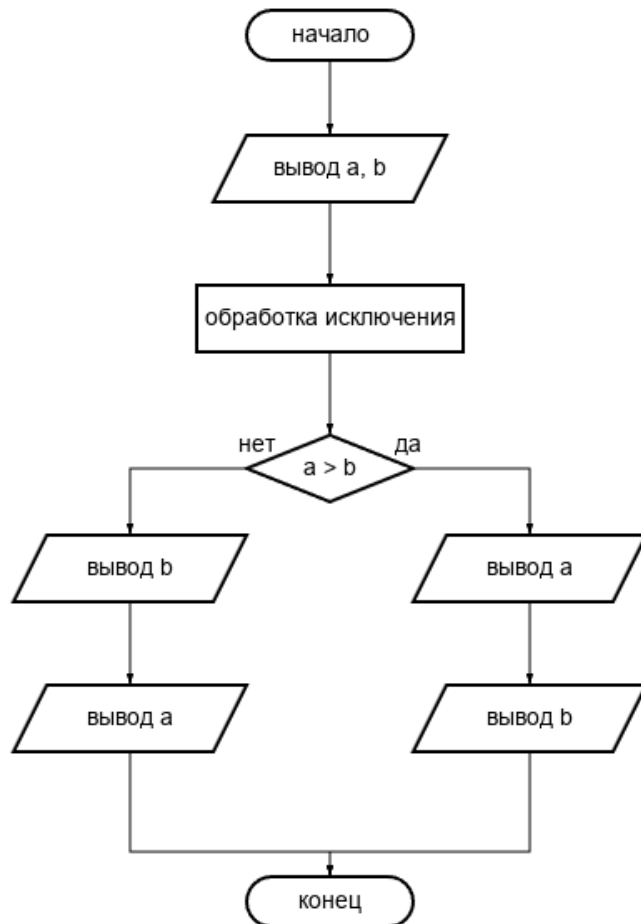 начало
вывод a, b
обработка исключения
нет
да
a > b
вывод b
вывод a
вывод a
вывод b
конец